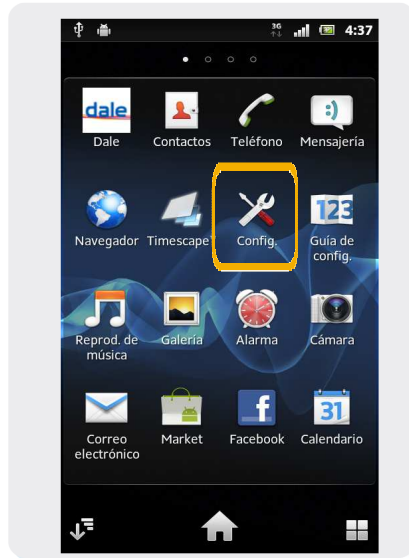 3G 4:37
dale
Dale Contactos Teléfono Mensajería
:)
123
Navegador Timescape™ Config. Guía de
config.
Reprod. de
música Galería Alarma Cámara
f 31
Correo
electrónico Market Facebook Calendario